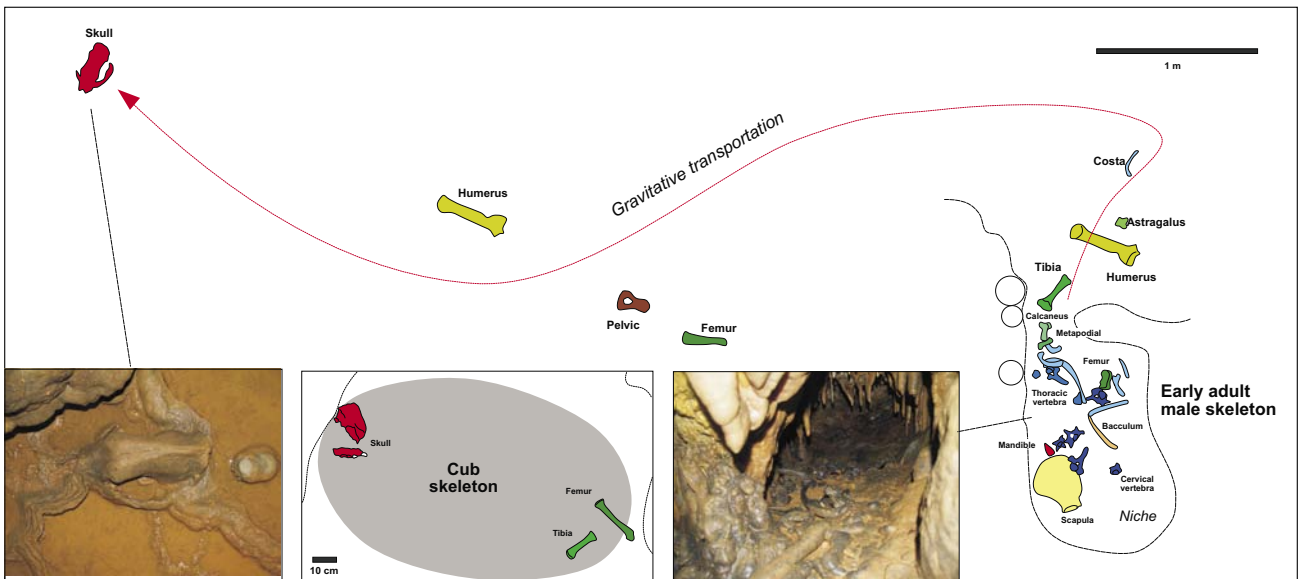 Skull
1 m
Gravitative transportation
Costa
Humerus
Astragalus
Humerus
Tibia
Pelvic
Calcaneus
Metapodial
Femur
Femur
Thoracic
vertebra
Early adult
male skeleton
Bacculum
Mandible
Cervical
vertebra
Scapula
Niche
Skull
Cub
skeleton
Femur
Tibia
10 cm